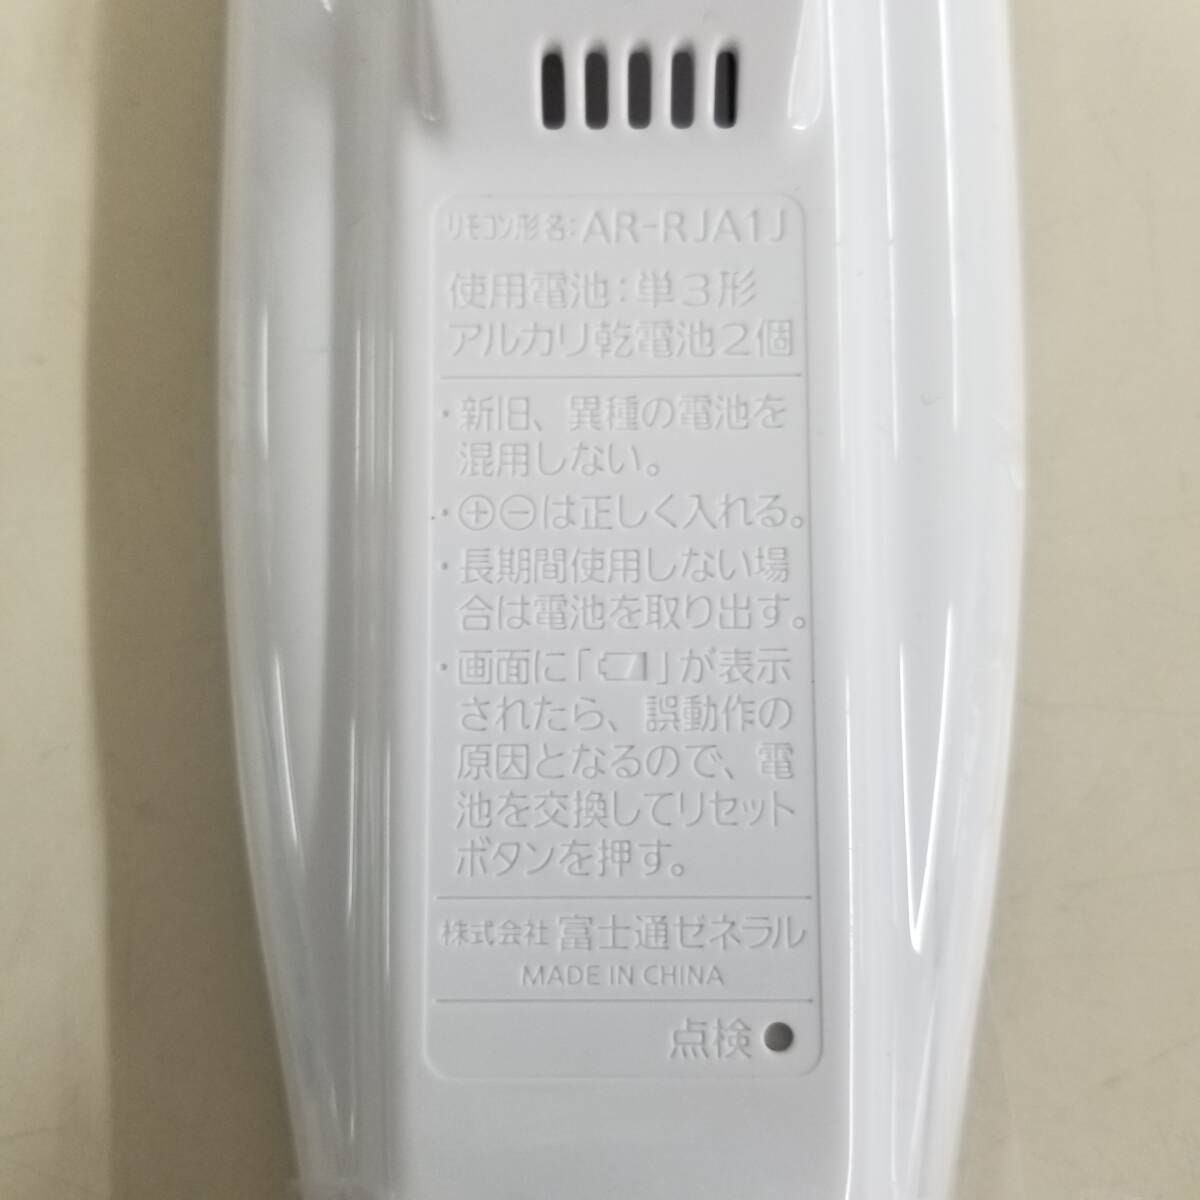 リモコン形名：AR-RJA1J
使用電池：単3形
アルカリ乾電池2個
・新旧、異種の電池を
混用しない。
・⊕⊖は正しく入れる。
・長期間使用しない場
合は電池を取り出す。
・画面に「」が表示
されたら、誤動作の
原因となるので、電
池を交換してリセット
ボタンを押す。
株式会社 富士通ゼネラル
MADE IN CHINA
点検